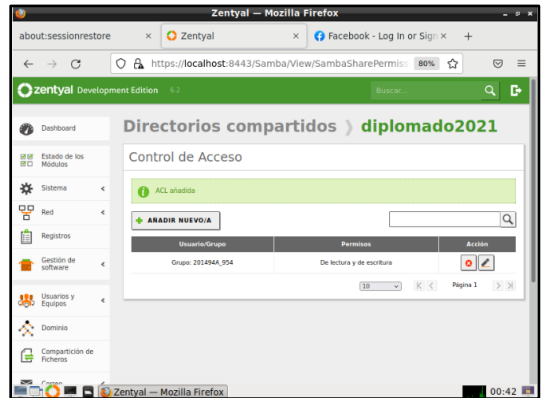 Zentyal — Mozilla Firefox
about:sessionrestore
Zentyal
Facebook - Log In or Sign
https://localhost:8443/Samba/View/SambaSharePermiss
80%
zentyal Development Edition 6.2
Buscar...
Dashboard
Estado de los
Módulos
Sistema
Red
Registros
Gestión de
software
Usuarios y
Equipos
Dominio
Compartición de
Ficheros
Directorios compartidos diplomado2021
Control de Acceso
ACL añadida
AÑADIR NUEVO/A
Usuario/Grupo Permisos Acción
Grupo: 201494A_954 De lectura y de escritura
10 Página 1
Zentyal — Mozilla Firefox
00:42